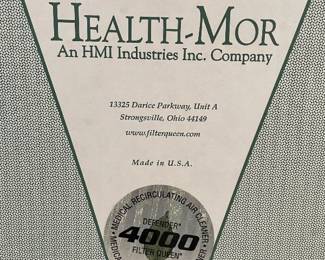 HEALTH-MOR
An HMI Industries Inc. Company
13325 Darice Parkway, Unit A
Strongsville, Ohio 44149
www.filterqueen.com
Made in U.S.A.
• MEDICAL RECIRCULATING AIR CLEANER •
DEFENDER®
4000
FILTER QUEEN®